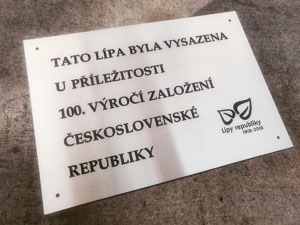 TATO LÍPA BYLA VYSAZENA
U PŘÍLEŽITOSTI
100. VÝROČÍ ZALOŽENÍ
ČESKOSLOVENSKÉ
REPUBLIKY
Lípy republiky
1918-2018